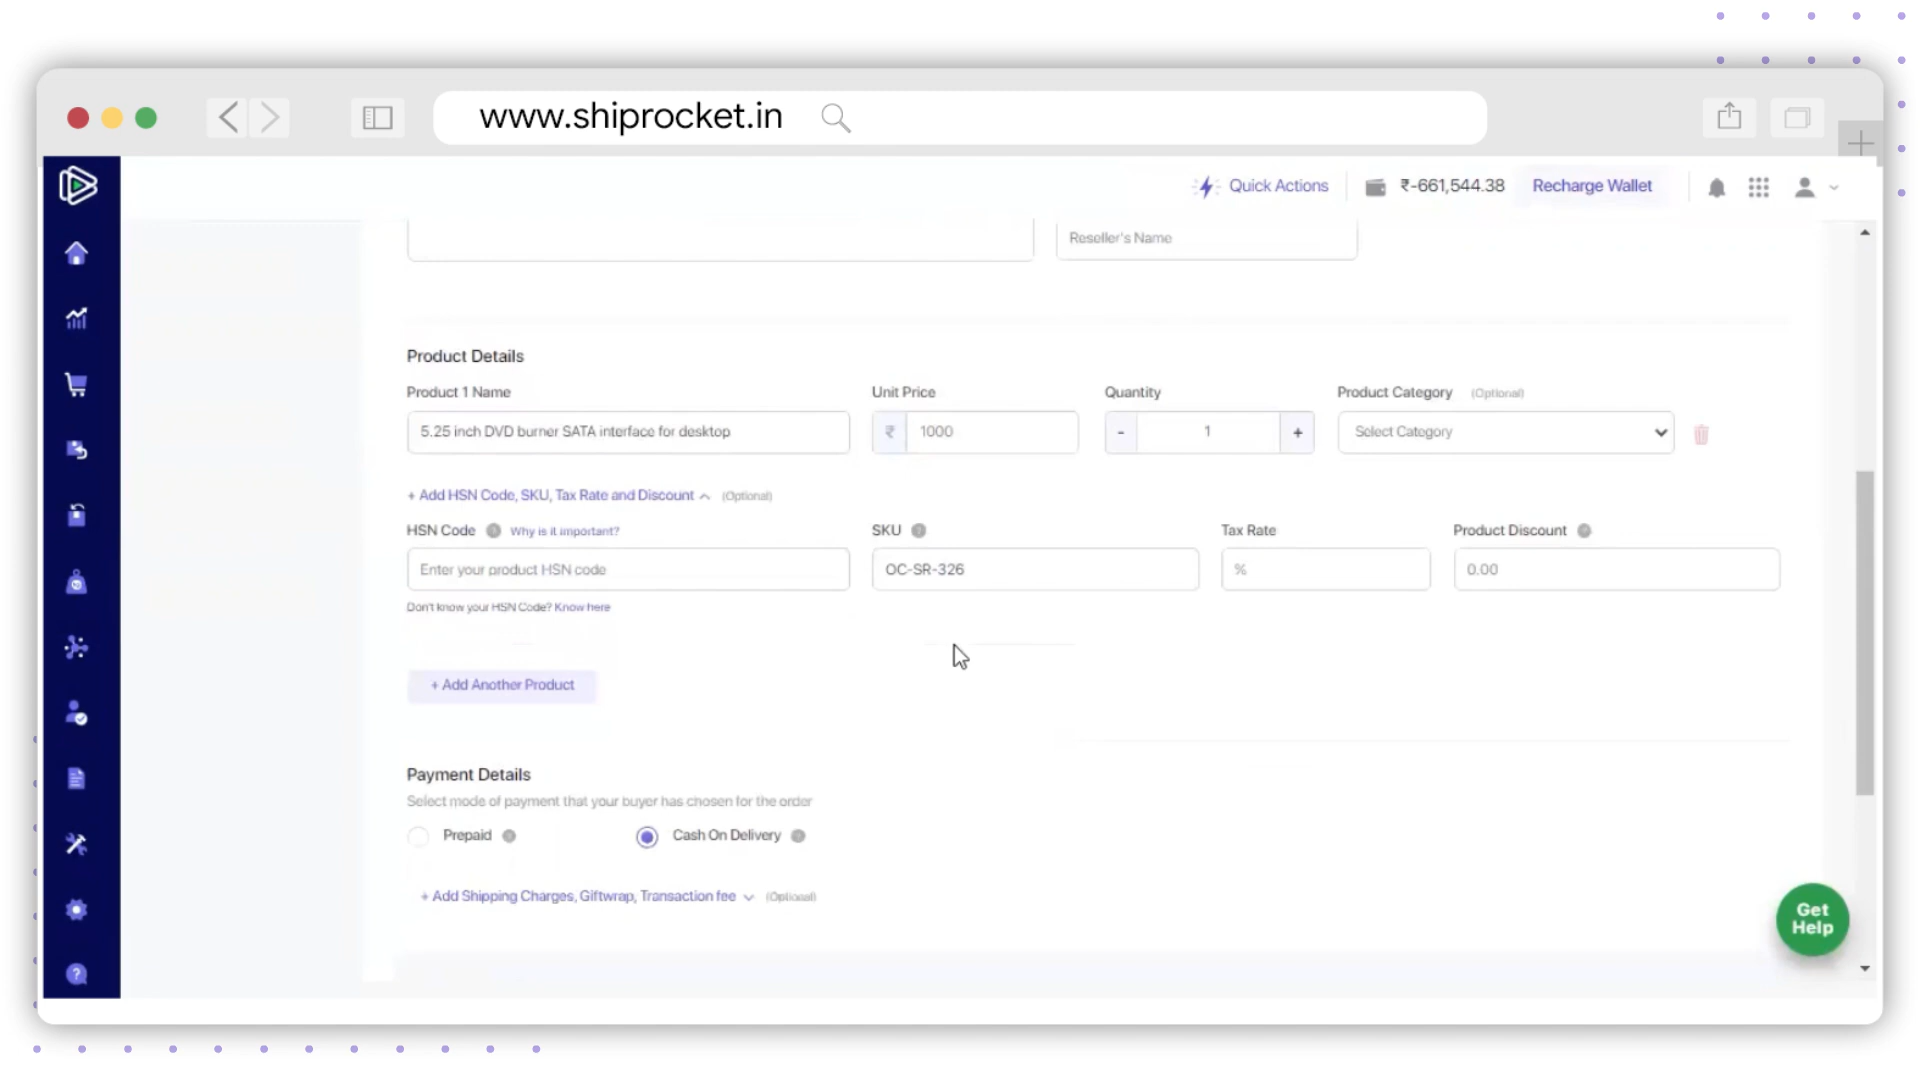 www.shiprocket.in
Quick Actions ₹-661,544.38 Recharge Wallet
Reseller's Name
Product Details
Product 1 Name Unit Price Quantity Product Category (Optional)
5.25 inch DVD burner SATA interface for desktop ₹ 1000 - 1 + Select Category
+ Add HSN Code, SKU, Tax Rate and Discount (Optional)
HSN Code Why is it important? SKU Tax Rate Product Discount
Enter your product HSN code OC-SR-326 % 0.00
Don't know your HSN Code? Know here
+ Add Another Product
Payment Details
Select mode of payment that your buyer has chosen for the order
Prepaid Cash On Delivery
+ Add Shipping Charges, Giftwrap, Transaction fee (Optional)
Get
Help